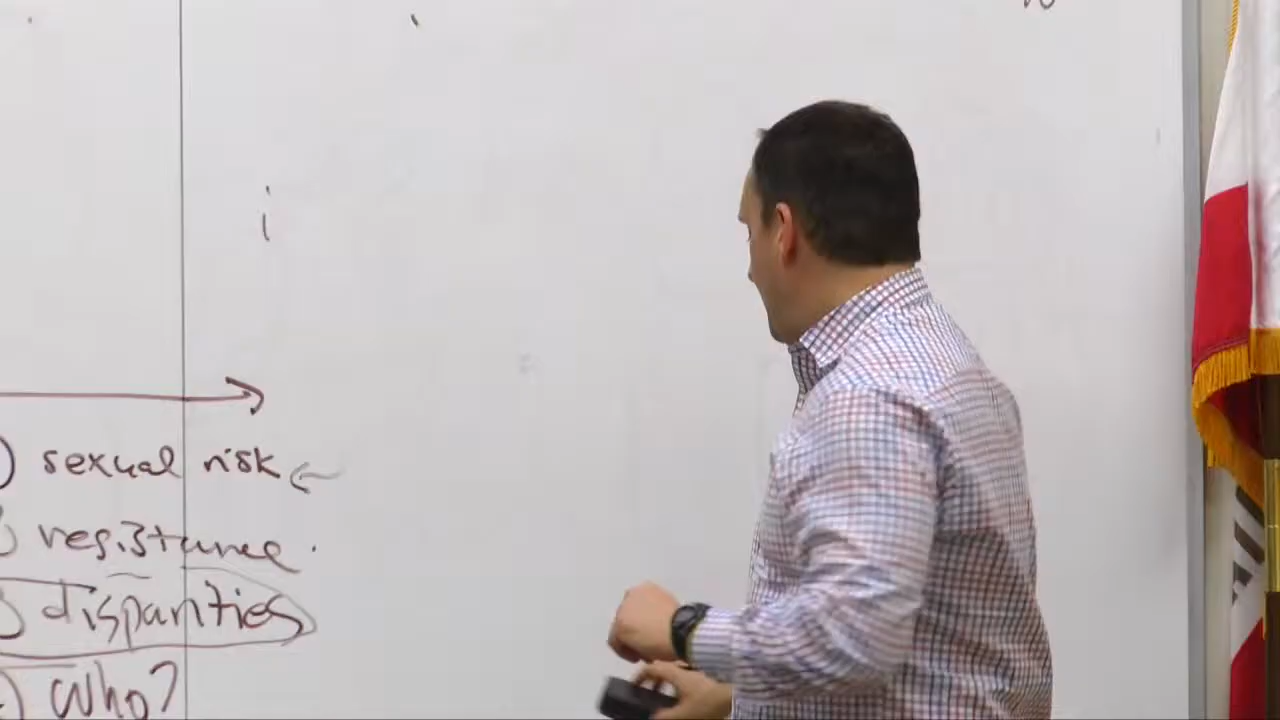 i
) sexual risk ←
) resistance.
) disparities
) who?